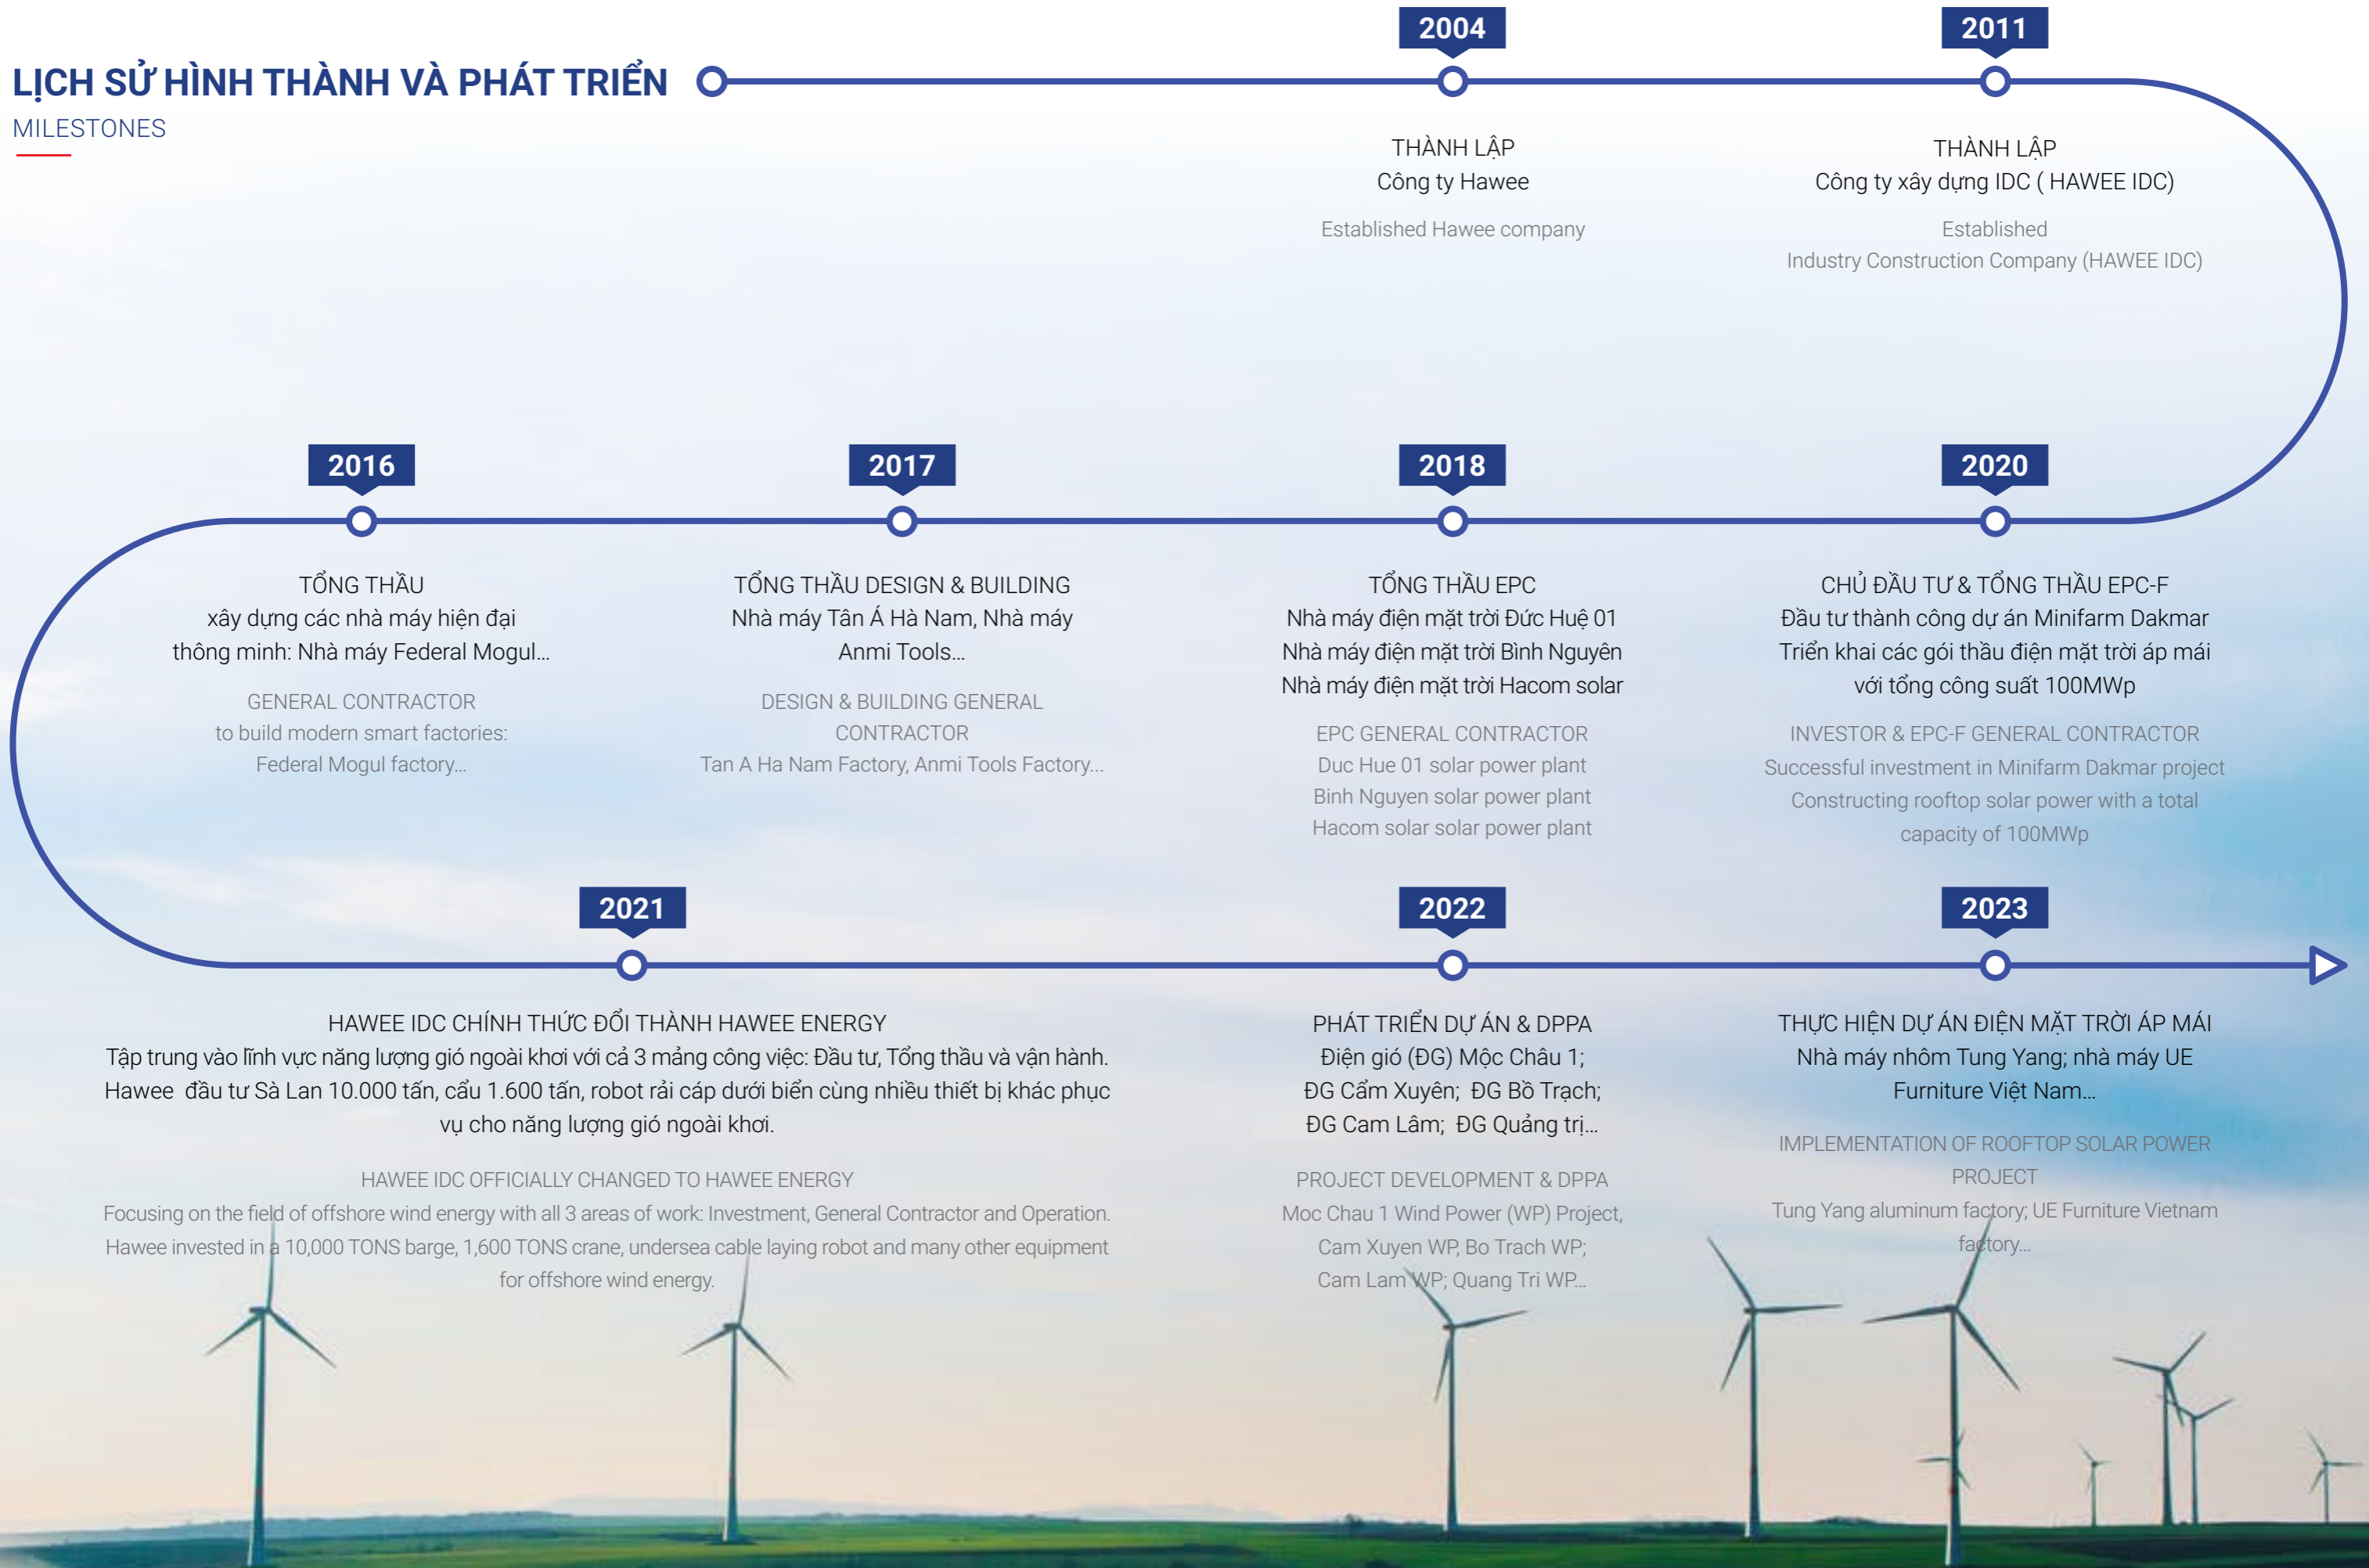 LỊCH SỬ HÌNH THÀNH VÀ PHÁT TRIỂN
MILESTONES
2004
THÀNH LẬP
Công ty Hawee
Established Hawee company
2011
THÀNH LẬP
Công ty xây dựng IDC ( HAWEE IDC)
Established
Industry Construction Company (HAWEE IDC)
2016
TỔNG THẦU
xây dựng các nhà máy hiện đại
thông minh: Nhà máy Federal Mogul...
GENERAL CONTRACTOR
to build modern smart factories:
Federal Mogul factory...
2017
TỔNG THẦU DESIGN & BUILDING
Nhà máy Tân Á Hà Nam, Nhà máy
Anmi Tools...
DESIGN & BUILDING GENERAL
CONTRACTOR
Tan A Ha Nam Factory, Anmi Tools Factory...
2018
TỔNG THẦU EPC
Nhà máy điện mặt trời Đức Huệ 01
Nhà máy điện mặt trời Bình Nguyên
Nhà máy điện mặt trời Hacom solar
EPC GENERAL CONTRACTOR
Duc Hue 01 solar power plant
Binh Nguyen solar power plant
Hacom solar solar power plant
2020
CHỦ ĐẦU TƯ & TỔNG THẦU EPC-F
Đầu tư thành công dự án Minifarm Dakmar
Triển khai các gói thầu điện mặt trời áp mái
với tổng công suất 100MWp
INVESTOR & EPC-F GENERAL CONTRACTOR
Successful investment in Minifarm Dakmar project
Constructing rooftop solar power with a total
capacity of 100MWp
2021
HAWEE IDC CHÍNH THỨC ĐỔI THÀNH HAWEE ENERGY
Tập trung vào lĩnh vực năng lượng gió ngoài khơi với cả 3 mảng công việc: Đầu tư, Tổng thầu và vận hành.
Hawee  đầu tư Sà Lan 10.000 tấn, cẩu 1.600 tấn, robot rải cáp dưới biển cùng nhiều thiết bị khác phục
vụ cho năng lượng gió ngoài khơi.
HAWEE IDC OFFICIALLY CHANGED TO HAWEE ENERGY
Focusing on the field of offshore wind energy with all 3 areas of work: Investment, General Contractor and Operation.
Hawee invested in a 10,000 TONS barge, 1,600 TONS crane, undersea cable laying robot and many other equipment
for offshore wind energy.
2022
PHÁT TRIỂN DỰ ÁN & DPPA
Điện gió (ĐG) Mộc Châu 1;
ĐG Cẩm Xuyên;  ĐG Bồ Trạch;
ĐG Cam Lâm;  ĐG Quảng trị...
PROJECT DEVELOPMENT & DPPA
Moc Chau 1 Wind Power (WP) Project,
Cam Xuyen WP, Bo Trach WP;
Cam Lam WP; Quang Tri WP...
2023
THỰC HIỆN DỰ ÁN ĐIỆN MẶT TRỜI ÁP MÁI
Nhà máy nhôm Tung Yang; nhà máy UE
Furniture Việt Nam...
IMPLEMENTATION OF ROOFTOP SOLAR POWER
PROJECT
Tung Yang aluminum factory; UE Furniture Vietnam
factory...